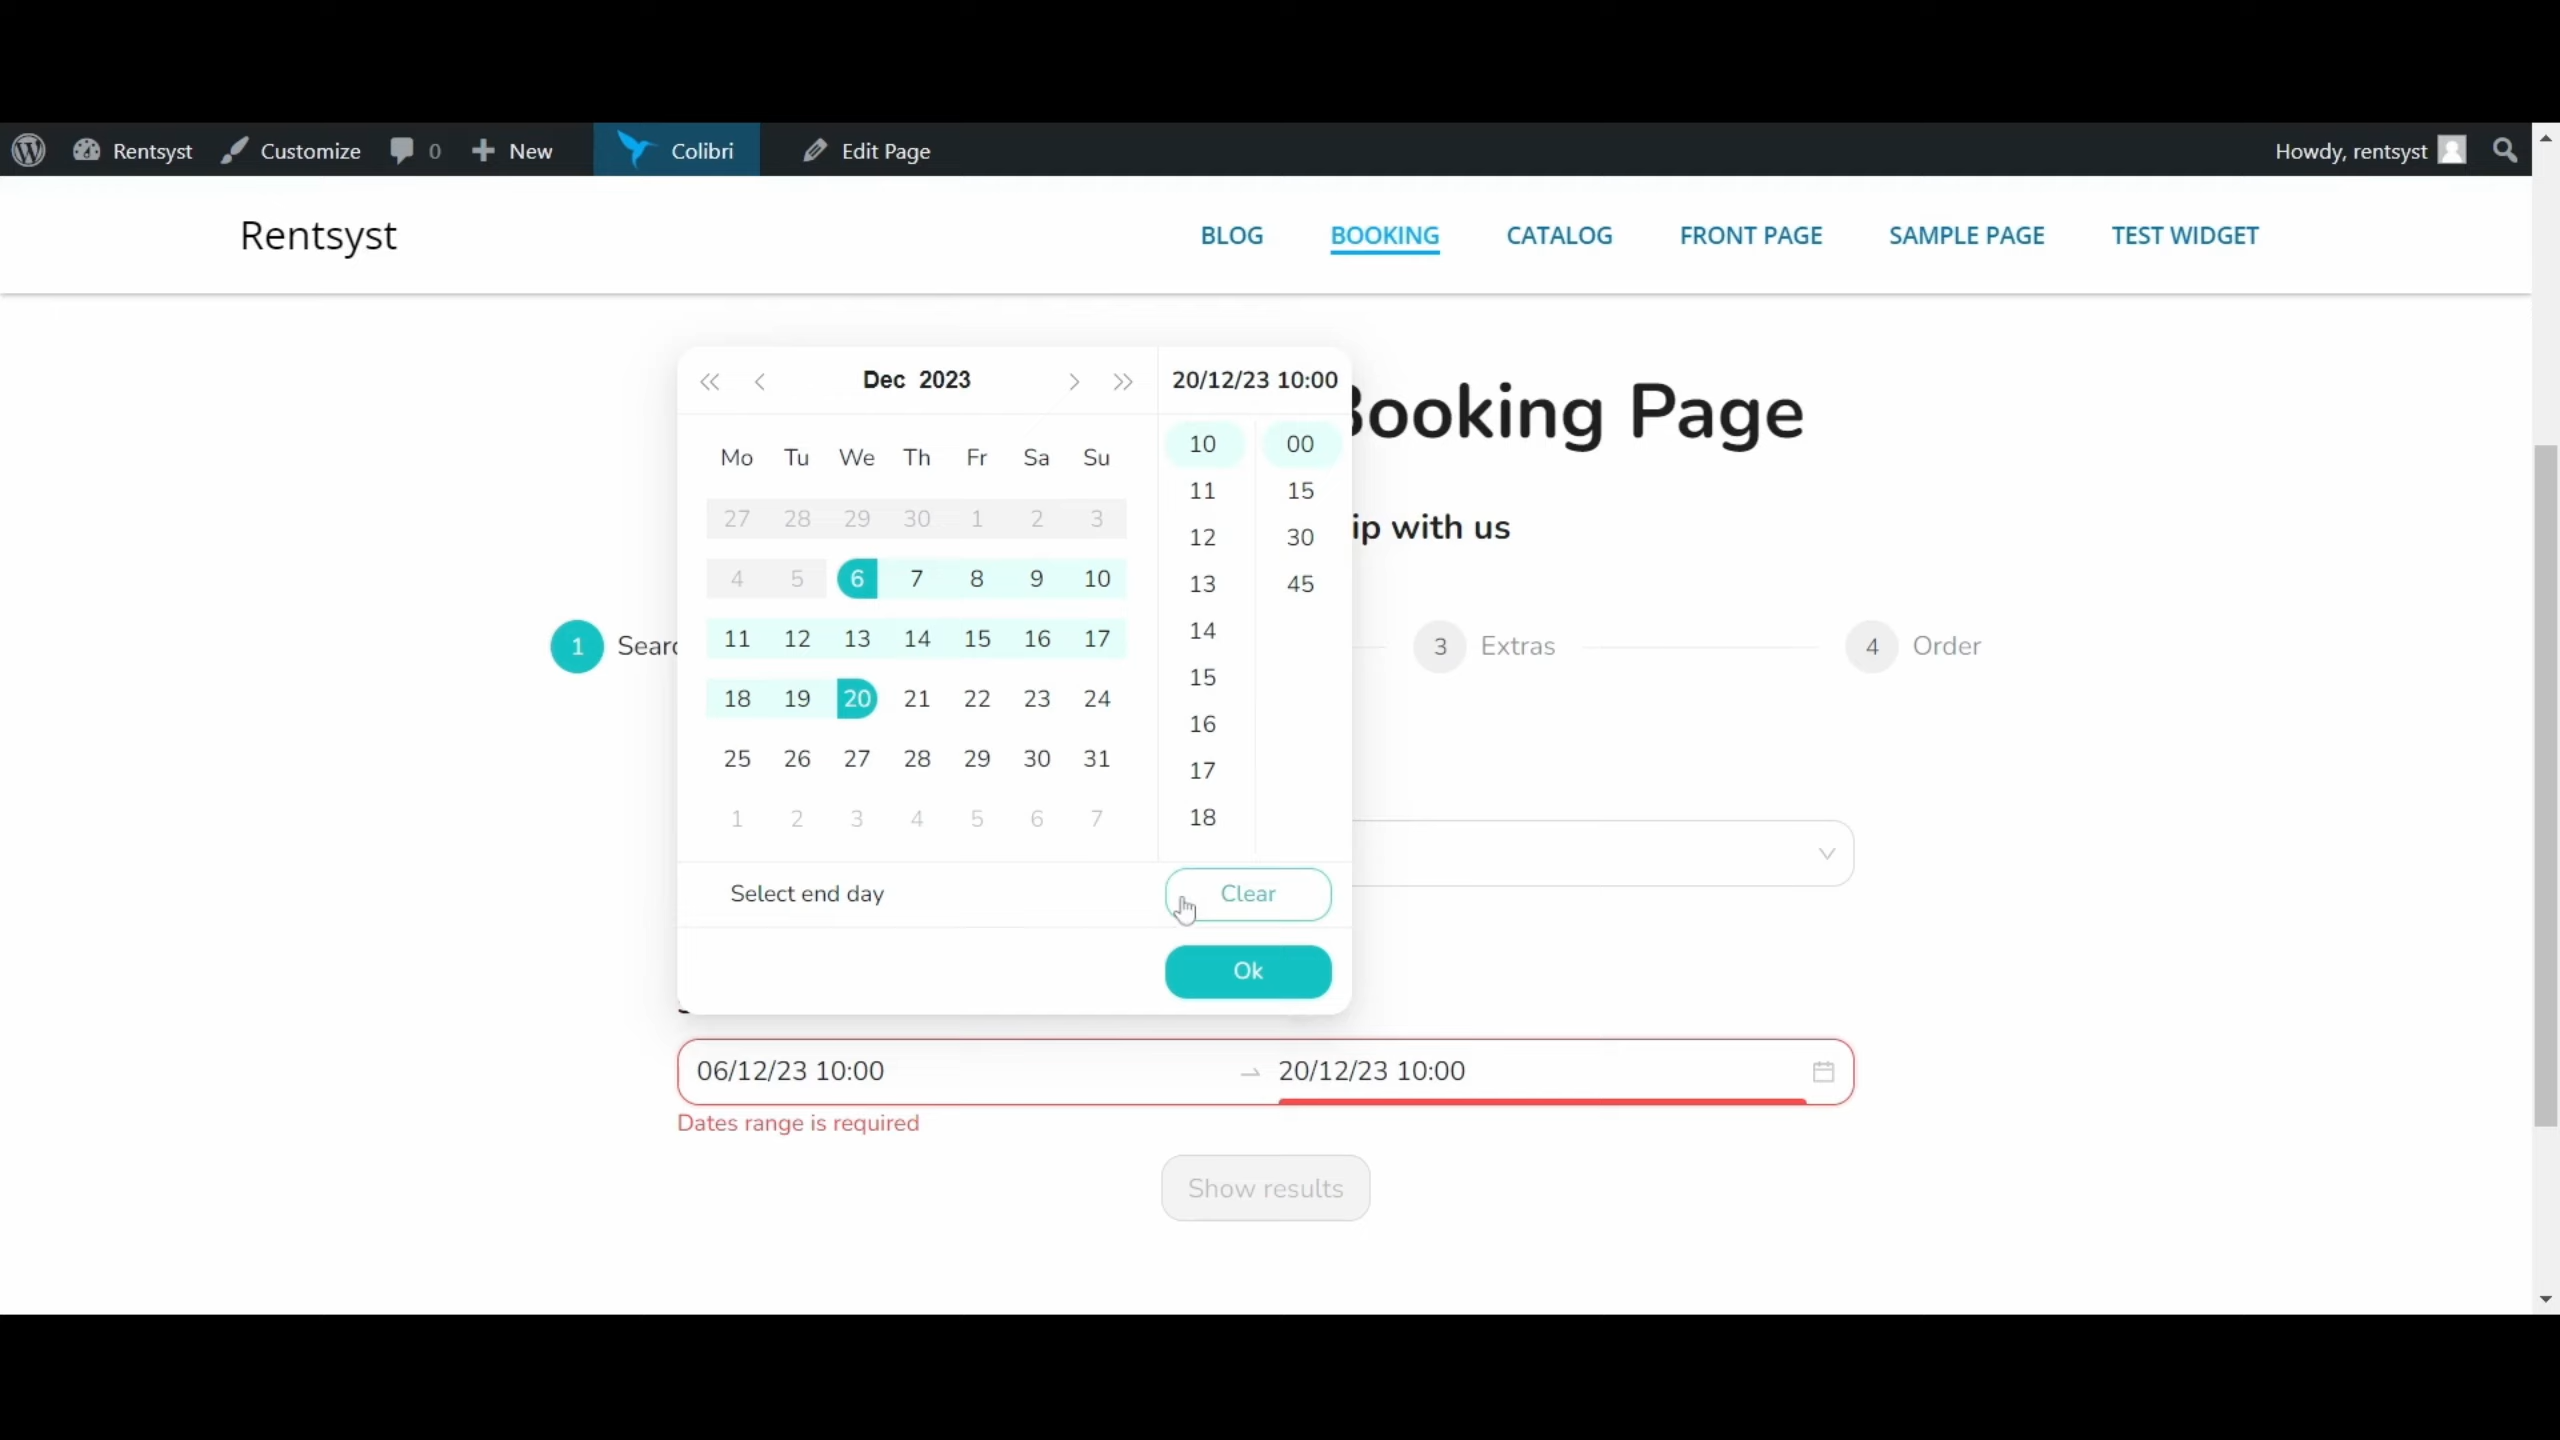 Rentsyst Customize 0 New Colibri Edit Page Howdy, rentsyst
Rentsyst BLOG BOOKING CATALOG FRONT PAGE SAMPLE PAGE TEST WIDGET
Booking Page
ip with us
1 Searc 3 Extras 4 Order
Dec 2023 20/12/23 10:00
Mo Tu We Th Fr Sa Su
27 28 29 30 1 2 3
4 5 6 7 8 9 10
11 12 13 14 15 16 17
18 19 20 21 22 23 24
25 26 27 28 29 30 31
1 2 3 4 5 6 7
10 00
11 15
12 30
13 45
14
15
16
17
18
Select end day Clear
Ok
06/12/23 10:00 → 20/12/23 10:00
Dates range is required
Show results